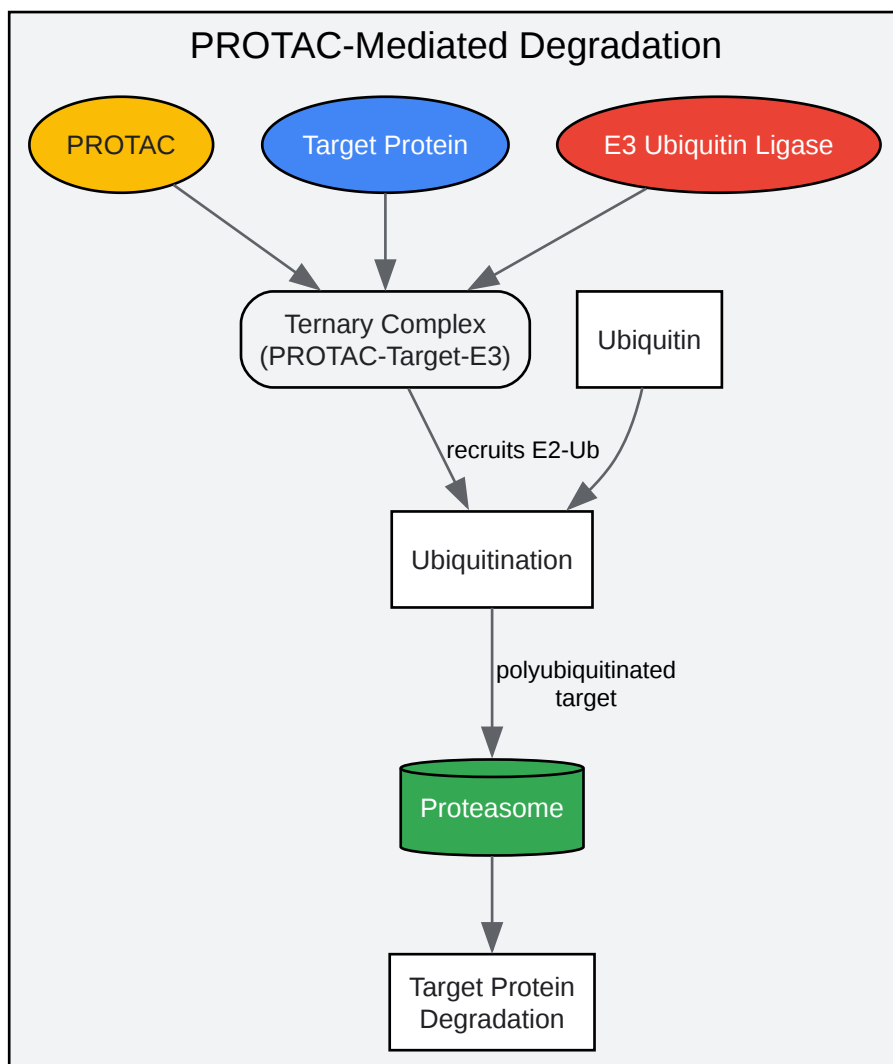 PROTAC-Mediated Degradation
PROTAC
Target Protein
E3 Ubiquitin Ligase
Ternary Complex
(PROTAC-Target-E3)
Ubiquitin
recruits E2-Ub
Ubiquitination
polyubiquitinated
target
Proteasome
Target Protein
Degradation